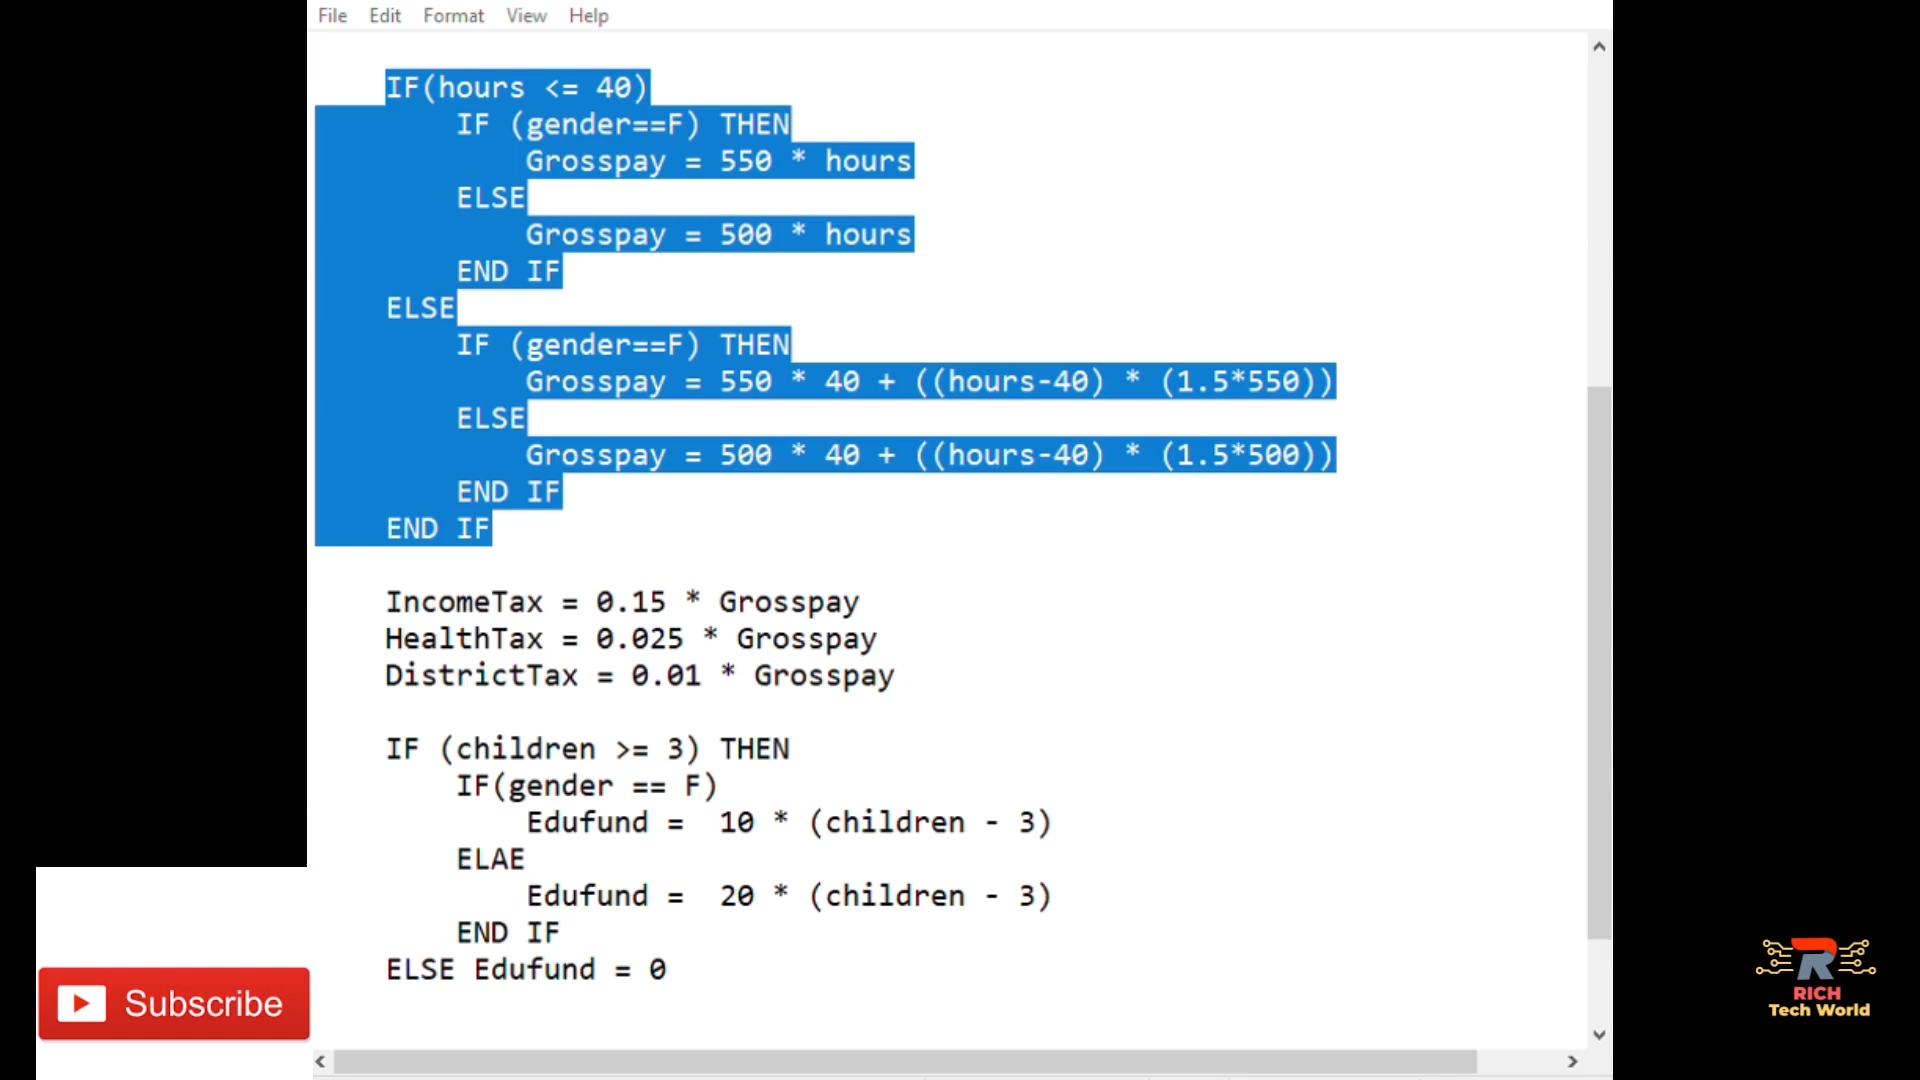 File Edit Format View Help
IF(hours <= 40)
IF (gender==F) THEN
Grosspay = 550 * hours
ELSE
Grosspay = 500 * hours
END IF
ELSE
IF (gender==F) THEN
Grosspay = 550 * 40 + ((hours-40) * (1.5*550))
ELSE
Grosspay = 500 * 40 + ((hours-40) * (1.5*500))
END IF
END IF
IncomeTax = 0.15 * Grosspay
HealthTax = 0.025 * Grosspay
DistrictTax = 0.01 * Grosspay
IF (children >= 3) THEN
IF(gender == F)
Edufund =  10 * (children - 3)
ELAE
Edufund =  20 * (children - 3)
END IF
ELSE Edufund = 0
Subscribe
R
RICH
Tech World